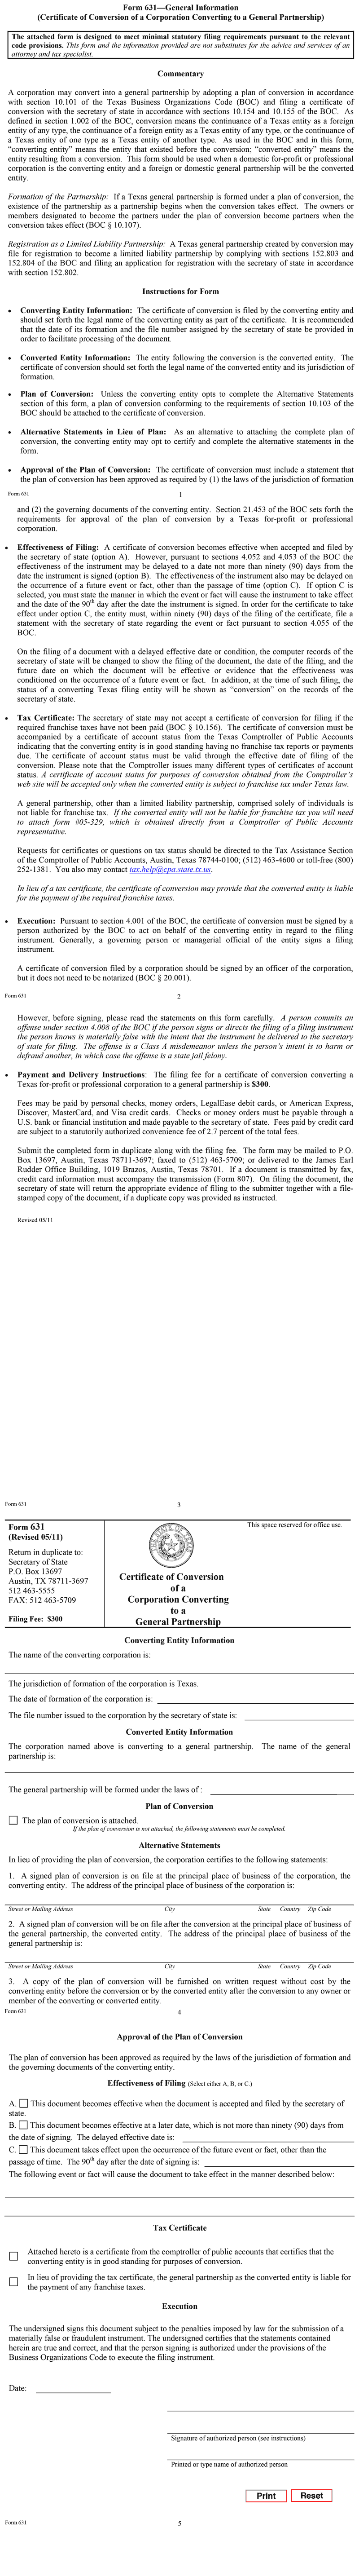 Form 631—General Information
(Certificate of Conversion of a Corporation Converting to a General Partnership)
The attached form is designed to meet minimal statutory filing requirements pursuant to the relevant
code provisions. This form and the information provided are not substitutes for the advice and services of an
attorney and tax specialist.
Commentary
A corporation may convert into a general partnership by adopting a plan of conversion in accordance
with section 10.101 of the Texas Business Organizations Code (BOC) and filing a certificate of
conversion with the secretary of state in accordance with sections 10.154 and 10.155 of the BOC. As
defined in section 1.002 of the BOC, conversion means the continuance of a Texas entity as a foreign
entity of any type, the continuance of a foreign entity as a Texas entity of any type, or the continuance of
a Texas entity of one type as a Texas entity of another type. As used in the BOC and in this form,
“converting entity” means the entity that existed before conversion; “converted entity” means the
entity resulting from a conversion. This form should be used when a domestic for-profit or professional
corporation is the converting entity and a foreign or domestic general partnership will be the converted
entity.
Formation of the Partnership: If a Texas general partnership is formed under a plan of conversion, the
existence of the partnership as a partnership begins when the conversion takes effect. The owners or
members designated to become the partners under the plan of conversion become partners when the
conversion takes effect (BOC § 10.107).
Registration as a Limited Liability Partnership: A Texas general partnership created by conversion may
file for registration to become a limited liability partnership by complying with sections 152.803 and
152.804 of the BOC and filing an application for registration with the secretary of state in accordance
with section 152.802.
Instructions for Form
• Converting Entity Information: The certificate of conversion is filed by the converting entity and
should set forth the legal name of the converting entity as part of the certificate. It is recommended
that the date of its formation and the file number assigned by the secretary of state be provided in
order to facilitate processing of the document.
• Converted Entity Information: The entity following the conversion is the converted entity. The
certificate of conversion should set forth the legal name of the converted entity and its jurisdiction of
formation.
• Plan of Conversion: Unless the converting entity opts to complete the Alternative Statements
section of this form, a plan of conversion conforming to the requirements of section 10.103 of the
BOC should be attached to the certificate of conversion.
• Alternative Statements in Lieu of Plan: As an alternative to attaching the complete plan of
conversion, the converting entity may opt to certify and complete the alternative statements in the
form.
• Approval of the Plan of Conversion: The certificate of conversion must include a statement that
the plan of conversion has been approved as required by (1) the laws of the jurisdiction of formation
Form 631
1
and (2) the governing documents of the converting entity. Section 21.453 of the BOC sets forth the
requirements for approval of the plan of conversion by a Texas for-profit or professional
corporation.
• Effectiveness of Filing: A certificate of conversion becomes effective when accepted and filed by
the secretary of state (option A). However, pursuant to sections 4.052 and 4.053 of the BOC the
effectiveness of the instrument may be delayed to a date not more than ninety (90) days from the
date the instrument is signed (option B). The effectiveness of the instrument also may be delayed on
the occurrence of a future event or fact, other than the passage of time (option C). If option C is
selected, you must state the manner in which the event or fact will cause the instrument to take effect
and the date of the 90th day after the date the instrument is signed. In order for the certificate to take
effect under option C, the entity must, within ninety (90) days of the filing of the certificate, file a
statement with the secretary of state regarding the event or fact pursuant to section 4.055 of the
BOC.
On the filing of a document with a delayed effective date or condition, the computer records of the
secretary of state will be changed to show the filing of the document, the date of the filing, and the
future date on which the document will be effective or evidence that the effectiveness was
conditioned on the occurrence of a future event or fact. In addition, at the time of such filing, the
status of a converting Texas filing entity will be shown as “conversion” on the records of the
secretary of state.
• Tax Certificate: The secretary of state may not accept a certificate of conversion for filing if the
required franchise taxes have not been paid (BOC § 10.156). The certificate of conversion must be
accompanied by a certificate of account status from the Texas Comptroller of Public Accounts
indicating that the converting entity is in good standing having no franchise tax reports or payments
due. The certificate of account must be valid through the effective date of filing of the
conversion. Please note that the Comptroller issues many different types of certificates of account
status. A certificate of account status for purposes of conversion obtained from the Comptroller's
web site will be accepted only when the converted entity is subject to franchise tax under Texas law.
A general partnership, other than a limited liability partnership, comprised solely of individuals is
not liable for franchise tax. If the converted entity will not be liable for franchise tax you will need
to attach form #05-329, which is obtained directly from a Comptroller of Public Accounts
representative.
Requests for certificates or questions on tax status should be directed to the Tax Assistance Section
of the Comptroller of Public Accounts, Austin, Texas 78744-0100; (512) 463-4600 or toll-free (800)
252-1381. You also may contact tax.help@cpa.state.tx.us.
In lieu of a tax certificate, the certificate of conversion may provide that the converted entity is liable
for the payment of the required franchise taxes.
• Execution: Pursuant to section 4.001 of the BOC, the certificate of conversion must be signed by a
person authorized by the BOC to act on behalf of the converting entity in regard to the filing
instrument. Generally, a governing person or managerial official of the entity signs a filing
instrument.
A certificate of conversion filed by a corporation should be signed by an officer of the corporation,
but it does not need to be notarized (BOC § 20.001).
Form 631
2
However, before signing, please read the statements on this form carefully. A person commits an
offense under section 4.008 of the BOC if the person signs or directs the filing of a filing instrument
the person knows is materially false with the intent that the instrument be delivered to the secretary
of state for filing. The offense is a Class A misdemeanor unless the person's intent is to harm or
defraud another, in which case the offense is a state jail felony.
• Payment and Delivery Instructions: The filing fee for a certificate of conversion converting a
Texas for-profit or professional corporation to a general partnership is $300.
Fees may be paid by personal checks, money orders, LegalEase debit cards, or American Express,
Discover, MasterCard, and Visa credit cards. Checks or money orders must be payable through a
U.S. bank or financial institution and made payable to the secretary of state. Fees paid by credit card
are subject to a statutorily authorized convenience fee of 2.7 percent of the total fees.
Submit the completed form in duplicate along with the filing fee. The form may be mailed to P.O.
Box 13697, Austin, Texas 78711-3697; faxed to (512) 463-5709; or delivered to the James Earl
Rudder Office Building, 1019 Brazos, Austin, Texas 78701. If a document is transmitted by fax,
credit card information must accompany the transmission (Form 807). On filing the document, the
secretary of state will return the appropriate evidence of filing to the submitter together with a file-
stamped copy of the document, if a duplicate copy was provided as instructed.
Revised 05/11
Form 631
3
Form 631
(Revised 05/11)
Return in duplicate to:
Secretary of State
P.O. Box 13697
Austin, TX 78711-3697
512 463-5555
FAX: 512 463-5709
Filing Fee: $300
Certificate of Conversion
of a
Corporation Converting
to a
General Partnership
This space reserved for office use.
Converting Entity Information
The name of the converting corporation is:
The jurisdiction of formation of the corporation is Texas.
The date of formation of the corporation is:
The file number issued to the corporation by the secretary of state is:
Converted Entity Information
The corporation named above is converting to a general partnership. The name of the general
partnership is:
The general partnership will be formed under the laws of :
Plan of Conversion
The plan of conversion is attached.
If the plan of conversion is not attached, the following statements must be completed.
Alternative Statements
In lieu of providing the plan of conversion, the corporation certifies to the following statements:
1. A signed plan of conversion is on file at the principal place of business of the corporation, the
converting entity. The address of the principal place of business of the corporation is:
Street or Mailing Address City State Country Zip Code
2. A signed plan of conversion will be on file after the conversion at the principal place of business of
the general partnership, the converted entity. The address of the principal place of business of the
general partnership is:
Street or Mailing Address City State Country Zip Code
3. A copy of the plan of conversion will be furnished on written request without cost by the
converting entity before the conversion or by the converted entity after the conversion to any owner or
member of the converting or converted entity.
Form 631
4
Approval of the Plan of Conversion
The plan of conversion has been approved as required by the laws of the jurisdiction of formation and
the governing documents of the converting entity.
Effectiveness of Filing (Select either A, B, or C.)
A. This document becomes effective when the document is accepted and filed by the secretary of
state.
B. This document becomes effective at a later date, which is not more than ninety (90) days from
the date of signing. The delayed effective date is:
C. This document takes effect upon the occurrence of the future event or fact, other than the
passage of time. The 90th day after the date of signing is:
The following event or fact will cause the document to take effect in the manner described below:
Tax Certificate
Attached hereto is a certificate from the comptroller of public accounts that certifies that the
converting entity is in good standing for purposes of conversion.
In lieu of providing the tax certificate, the general partnership as the converted entity is liable for
the payment of any franchise taxes.
Execution
The undersigned signs this document subject to the penalties imposed by law for the submission of a
materially false or fraudulent instrument. The undersigned certifies that the statements contained
herein are true and correct, and that the person signing is authorized under the provisions of the
Business Organizations Code to execute the filing instrument.
Date:
Signature of authorized person (see instructions)
Printed or type name of authorized person
Print Reset
Form 631
5